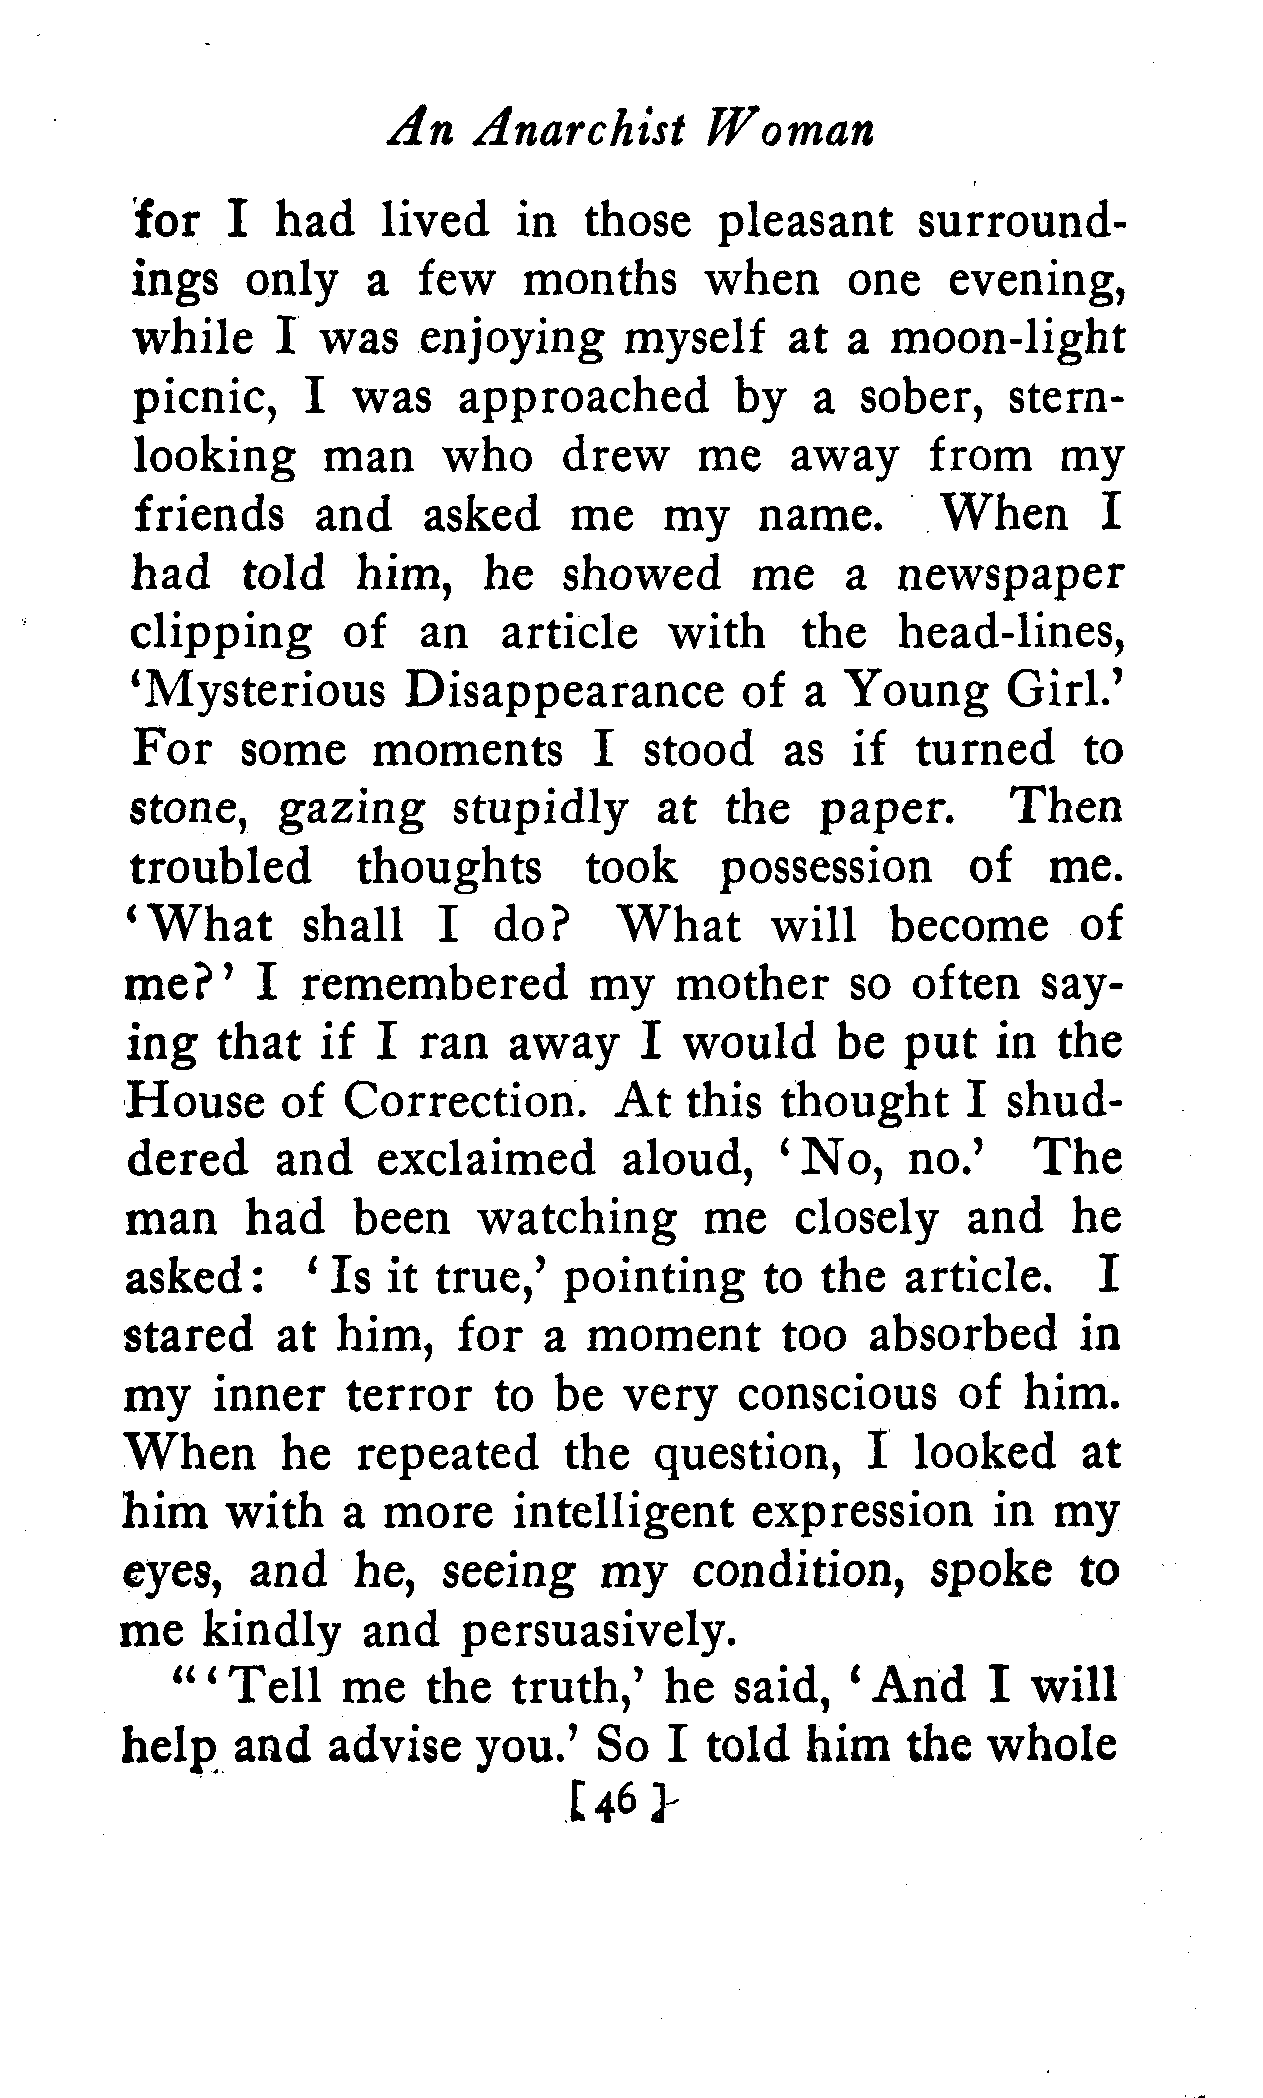 An Anarchist Woman
for I had lived in those pleasant surround-
ings only a few months when one evening,
while I was enjoying myself at a moon-light
picnic, I was approached by a sober, stern-
looking man who drew me away from my
friends and asked me my name. When I
had told him, he showed me a newspaper
clipping of an article with the head-lines,
‘Mysterious Disappearance of a Young Girl.’
For some moments I stood as if turned to
stone, gazing stupidly at the paper. Then
troubled thoughts took possession of me.
‘What shall I do? What will become of
me?’ I remembered my mother so often say-
ing that if I ran away I would be put in the
House of Correction. At this thought I shud-
dered and exclaimed aloud, ‘No, no.’ The
man had been watching me closely and he
asked: ‘Is it true,’ pointing to the article. I
stared at him, for a moment too absorbed in
my inner terror to be very conscious of him.
When he repeated the question, I looked at
him with a more intelligent expression in my
eyes, and he, seeing my condition, spoke to
me kindly and persuasively.
“‘Tell me the truth,’ he said, ‘And I will
help and advise you.’ So I told him the whole
[46]